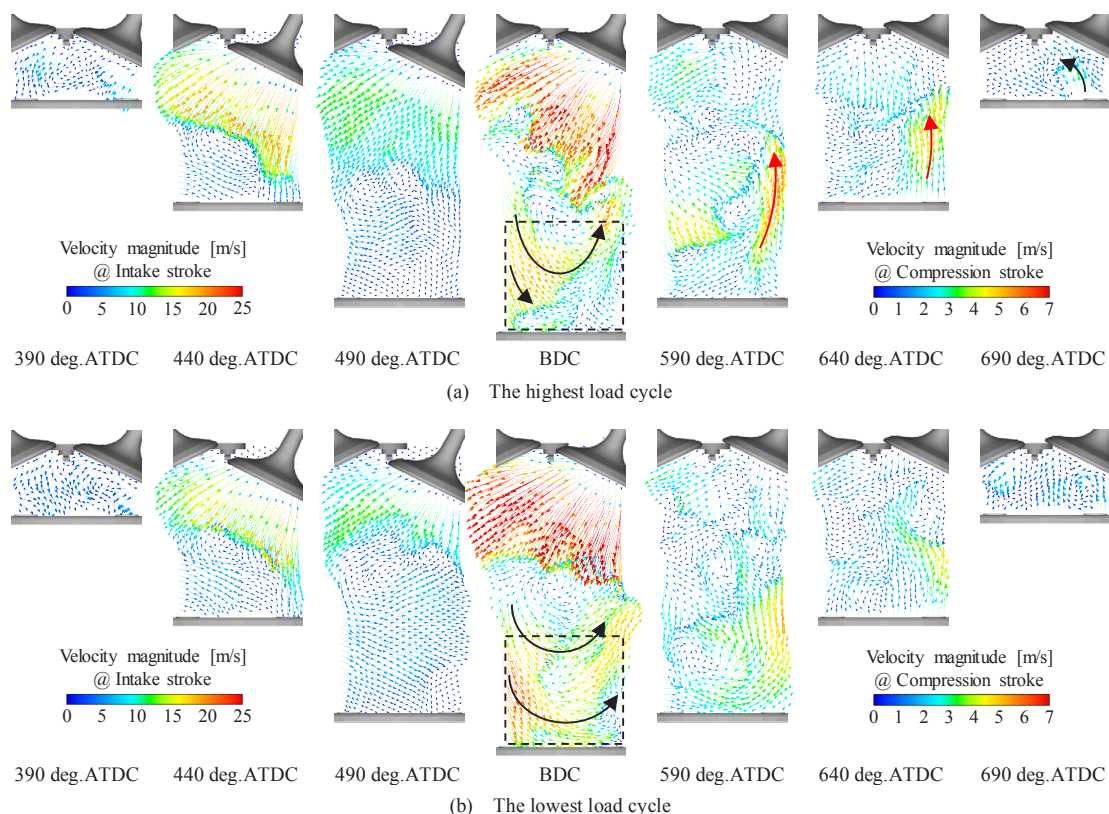 Velocity magnitude [m/s]
@ Intake stroke
0 5 10 15 20 25
Velocity magnitude [m/s]
@ Compression stroke
0 1 2 3 4 5 6 7
390 deg.ATDC 440 deg.ATDC 490 deg.ATDC BDC 590 deg.ATDC 640 deg.ATDC 690 deg.ATDC
(a) The highest load cycle
Velocity magnitude [m/s]
@ Intake stroke
0 5 10 15 20 25
Velocity magnitude [m/s]
@ Compression stroke
0 1 2 3 4 5 6 7
390 deg.ATDC 440 deg.ATDC 490 deg.ATDC BDC 590 deg.ATDC 640 deg.ATDC 690 deg.ATDC
(b) The lowest load cycle